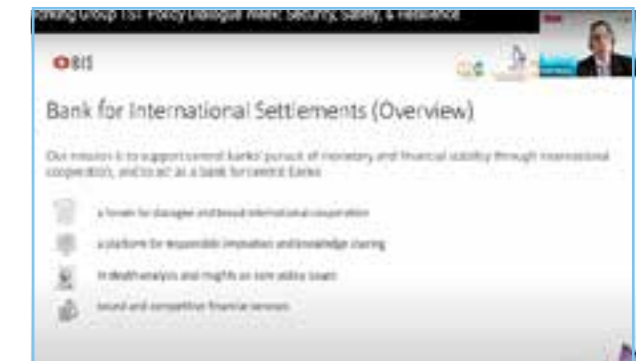 Working Group TST Policy Dialogue Week: Security, Safety, & Resilience
BIS
Bank for International Settlements (Overview)
Our mission is to support central banks' pursuit of monetary and financial stability through international
cooperation, and to act as a bank for central banks
a forum for dialogue and broad international cooperation
a platform for responsible innovation and knowledge sharing
in-depth analysis and insights on core policy issues
sound and competitive financial services